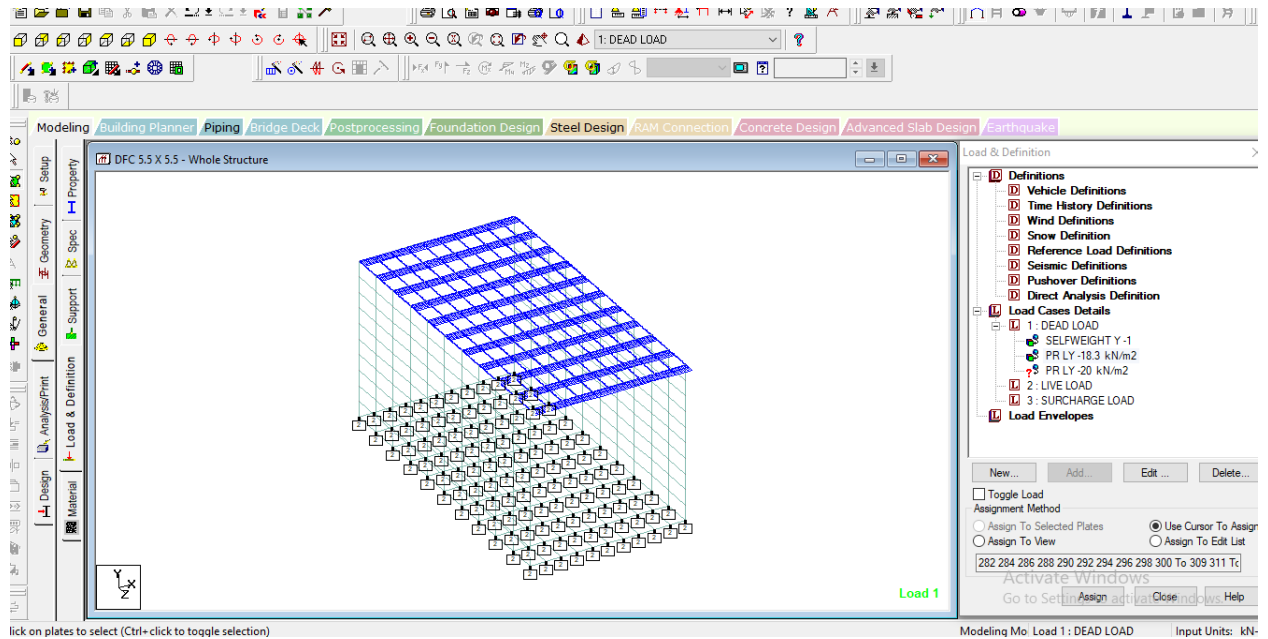 1: DEAD LOAD
Modeling Building Planner Piping Bridge Deck Postprocessing Foundation Design Steel Design RAM Connection Concrete Design Advanced Slab Design Earthquake
DFC 5.5 X 5.5 - Whole Structure
Setup
Geometry
General
Analysis/Print
Design
Property
Spec
Support
Load & Definition
Material
Y
X
Z
Load 1
Load & Definition
Definitions
Vehicle Definitions
Time History Definitions
Wind Definitions
Snow Definition
Reference Load Definitions
Seismic Definitions
Pushover Definitions
Direct Analysis Definition
Load Cases Details
1 : DEAD LOAD
SELFWEIGHT Y -1
PR LY -18.3 kN/m2
PR LY -20 kN/m2
2 : LIVE LOAD
3 : SURCHARGE LOAD
Load Envelopes
New... Add... Edit ... Delete...
Toggle Load
Assignment Method
Assign To Selected Plates Use Cursor To Assign
Assign To View Assign To Edit List
282 284 286 288 290 292 294 296 298 300 To 309 311 Tc
Activate Windows
Go to Settings to activate Windows.
Assign Close Help
lick on plates to select (Ctrl+click to toggle selection) Modeling Mo Load 1 : DEAD LOAD Input Units: kN-